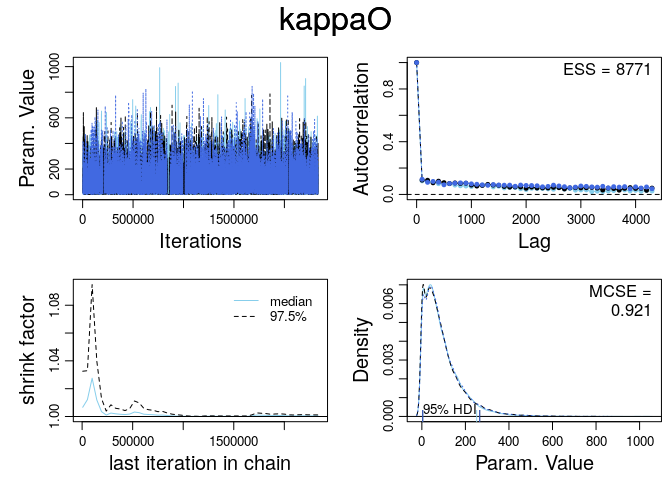 kappaO
Param. Value
0 200 600 1000
0 500000 1500000
Iterations
Autocorrelation
0.0 0.4 0.8
ESS = 8771
0 1000 2000 3000 4000
Lag
shrink factor
1.00 1.04 1.08
median
97.5%
0 500000 1500000
last iteration in chain
Density
0.000 0.003 0.006
MCSE =
0.921
95% HDI
0 200 400 600 800 1000
Param. Value